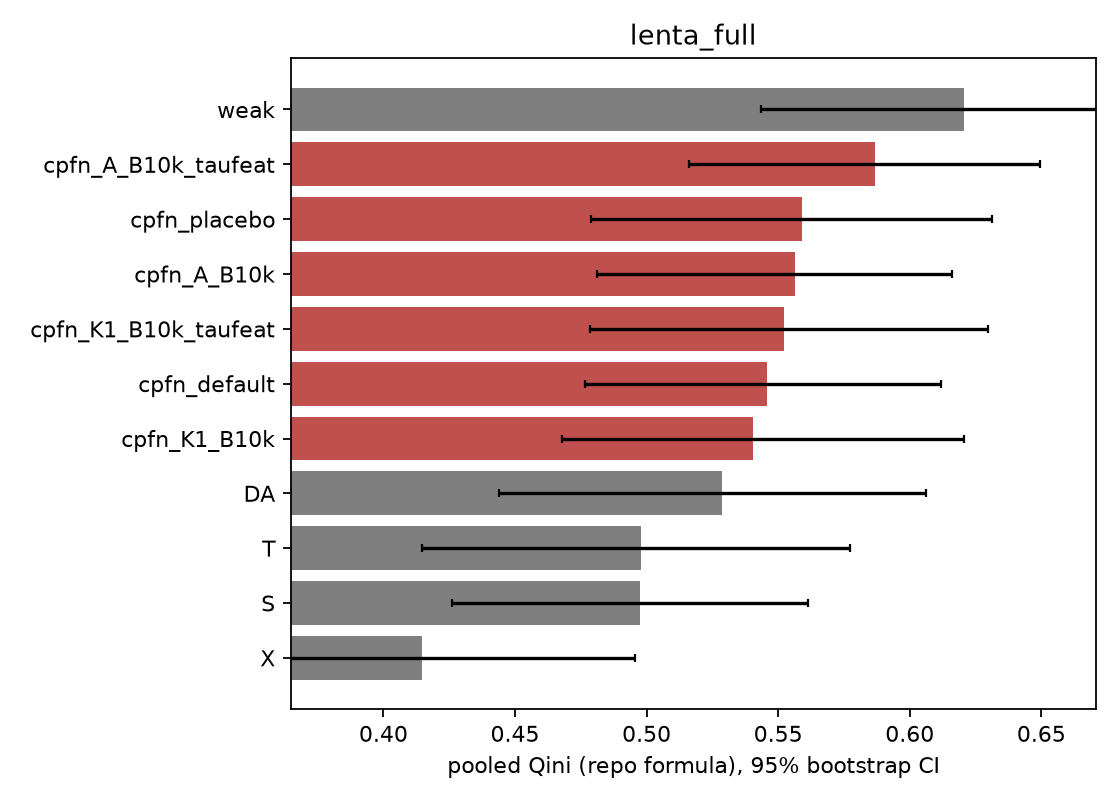 lenta_full
weak
cpfn_A_B10k_taufeat
cpfn_placebo
cpfn_A_B10k
cpfn_K1_B10k_taufeat
cpfn_default
cpfn_K1_B10k
DA
T
S
X
0.40 0.45 0.50 0.55 0.60 0.65
pooled Qini (repo formula), 95% bootstrap CI